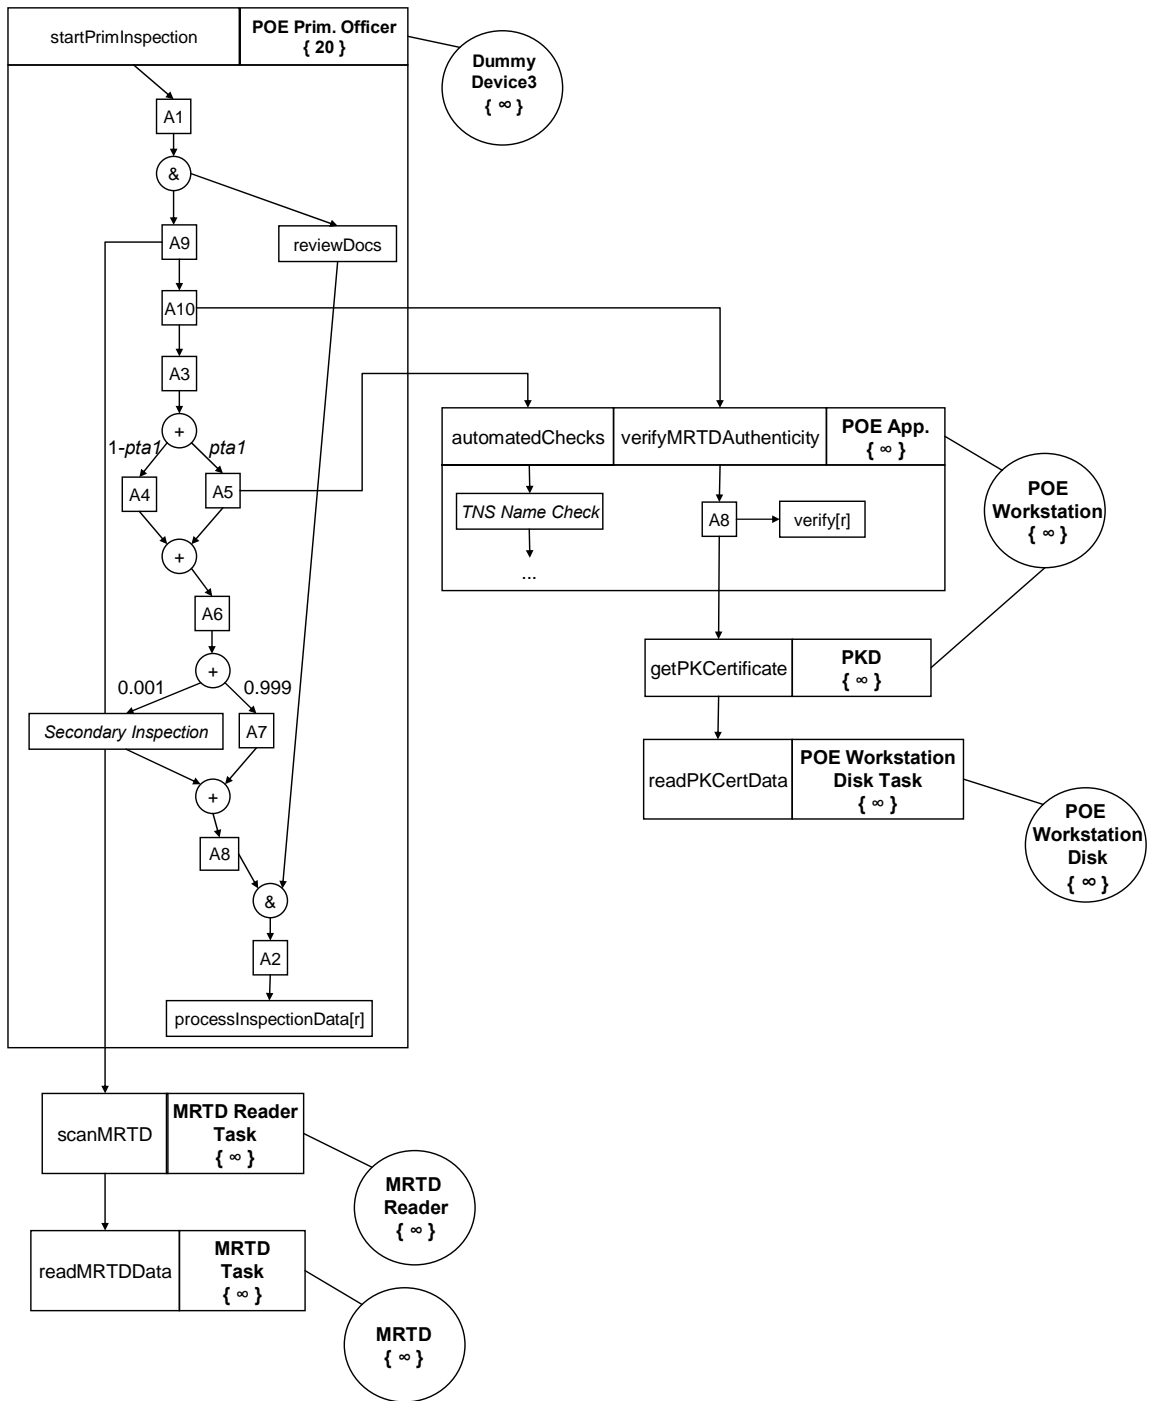 startPrimInspection
POE Prim. Officer
{ 20 }
Dummy
Device3
{ ∞ }
A1
&
A9
reviewDocs
A10
A3
+
1-pta1
pta1
A4
A5
+
A6
+
0.001
0.999
Secondary Inspection
A7
+
A8
&
A2
processInspectionData[r]
automatedChecks
verifyMRTDAuthenticity
POE App.
{ ∞ }
TNS Name Check
...
A8
verify[r]
POE
Workstation
{ ∞ }
getPKCertificate
PKD
{ ∞ }
readPKCertData
POE Workstation
Disk Task
{ ∞ }
POE
Workstation
Disk
{ ∞ }
scanMRTD
MRTD Reader
Task
{ ∞ }
MRTD
Reader
{ ∞ }
readMRTDData
MRTD
Task
{ ∞ }
MRTD
{ ∞ }